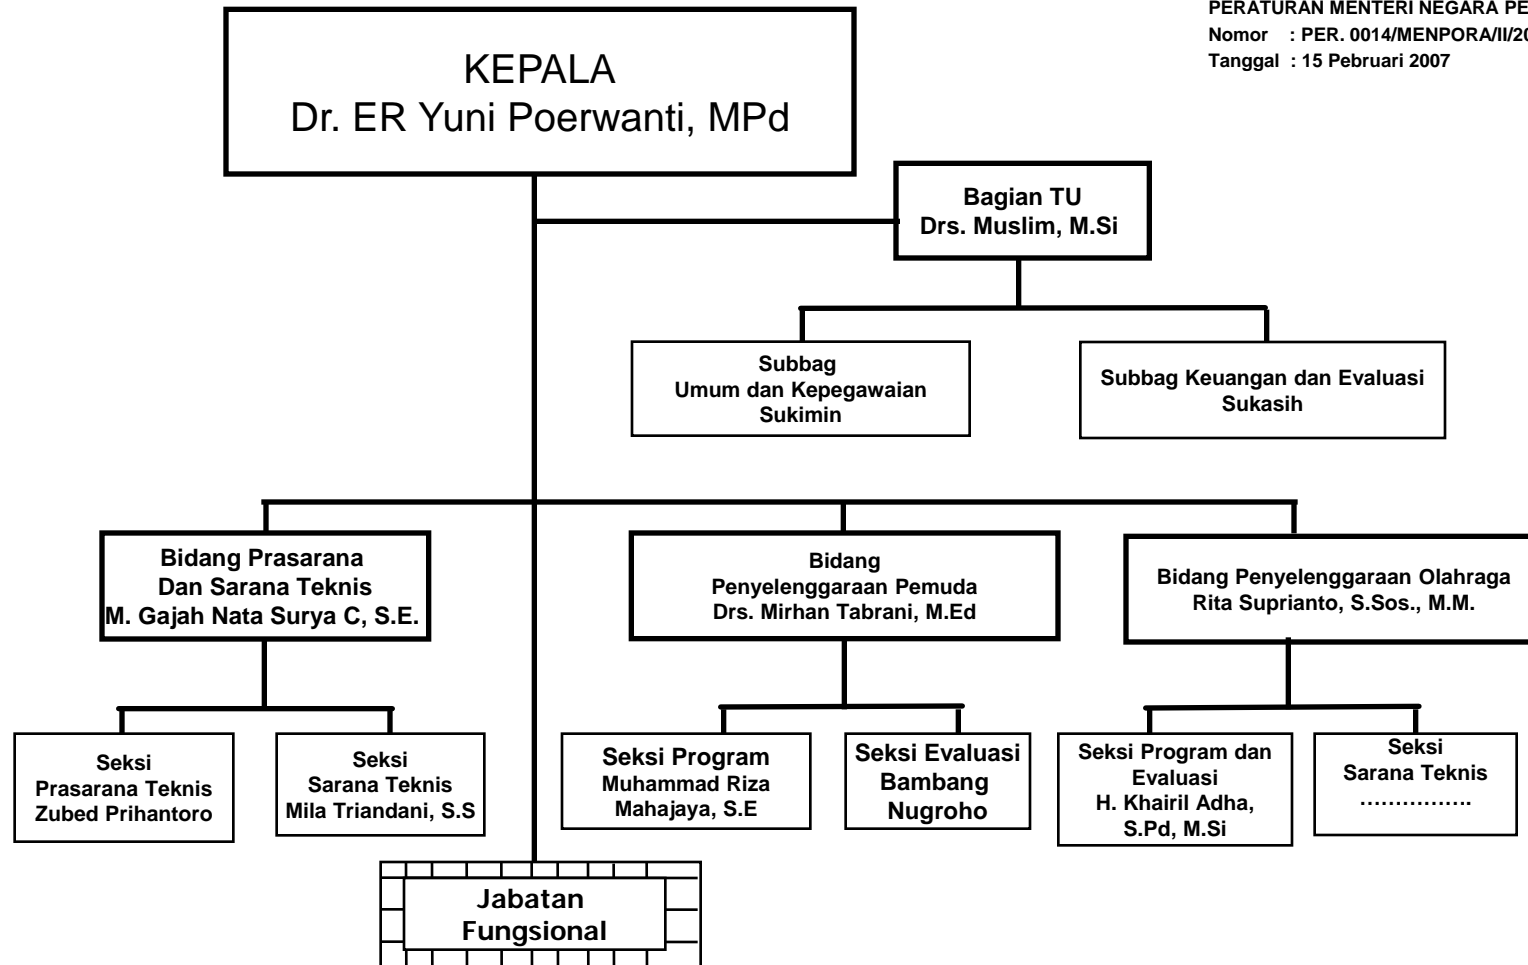 PERATURAN MENTERI NEGARA
Nomor : PER. 0014/MENPORA/II/
Tanggal : 15 Pebruari 2007
KEPALA
Dr. ER Yuni Poerwanti, MPd
Bagian TU
Drs. Muslim, M.Si
Subbag
Umum dan Kepegawaian
Sukimin
Subbag Keuangan dan Evaluasi
Sukasih
Bidang Prasarana
Dan Sarana Teknis
M. Gajah Nata Surya C, S.E.
Bidang
Penyelenggaraan Pemuda
Drs. Mirhan Tabrani, M.Ed
Bidang Penyelenggaraan Olahraga
Rita Suprianto, S.Sos., M.M.
Seksi
Prasarana Teknis
Zubed Prihantoro
Seksi
Sarana Teknis
Mila Triandani, S.S
Seksi Program
Muhammad Riza
Mahajaya, S.E
Seksi Evaluasi
Bambang
Nugroho
Seksi Program dan
Evaluasi
H. Khairil Adha,
S.Pd, M.Si
Seksi
Sarana Teknis
…………….
Jabatan
Fungsional